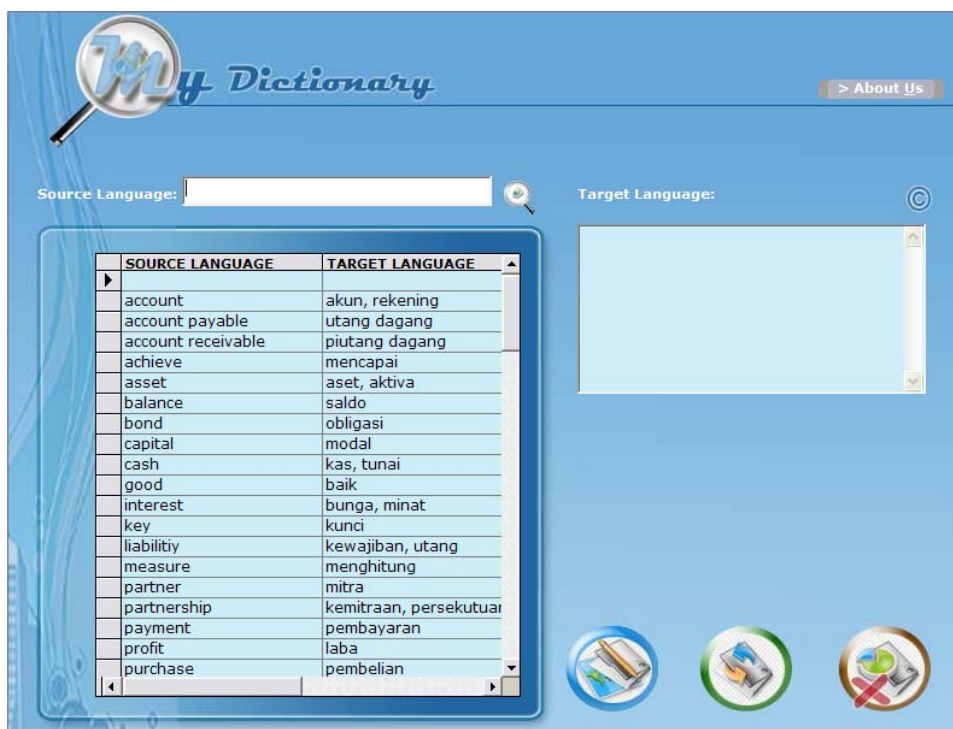 My Dictionary
> About Us
Source Language:
Target Language:
©
SOURCE LANGUAGE TARGET LANGUAGE
account akun, rekening
account payable utang dagang
account receivable piutang dagang
achieve mencapai
asset aset, aktiva
balance saldo
bond obligasi
capital modal
cash kas, tunai
good baik
interest bunga, minat
key kunci
liabilitiy kewajiban, utang
measure menghitung
partner mitra
partnership kemitraan, persekutuar
payment pembayaran
profit laba
purchase pembelian